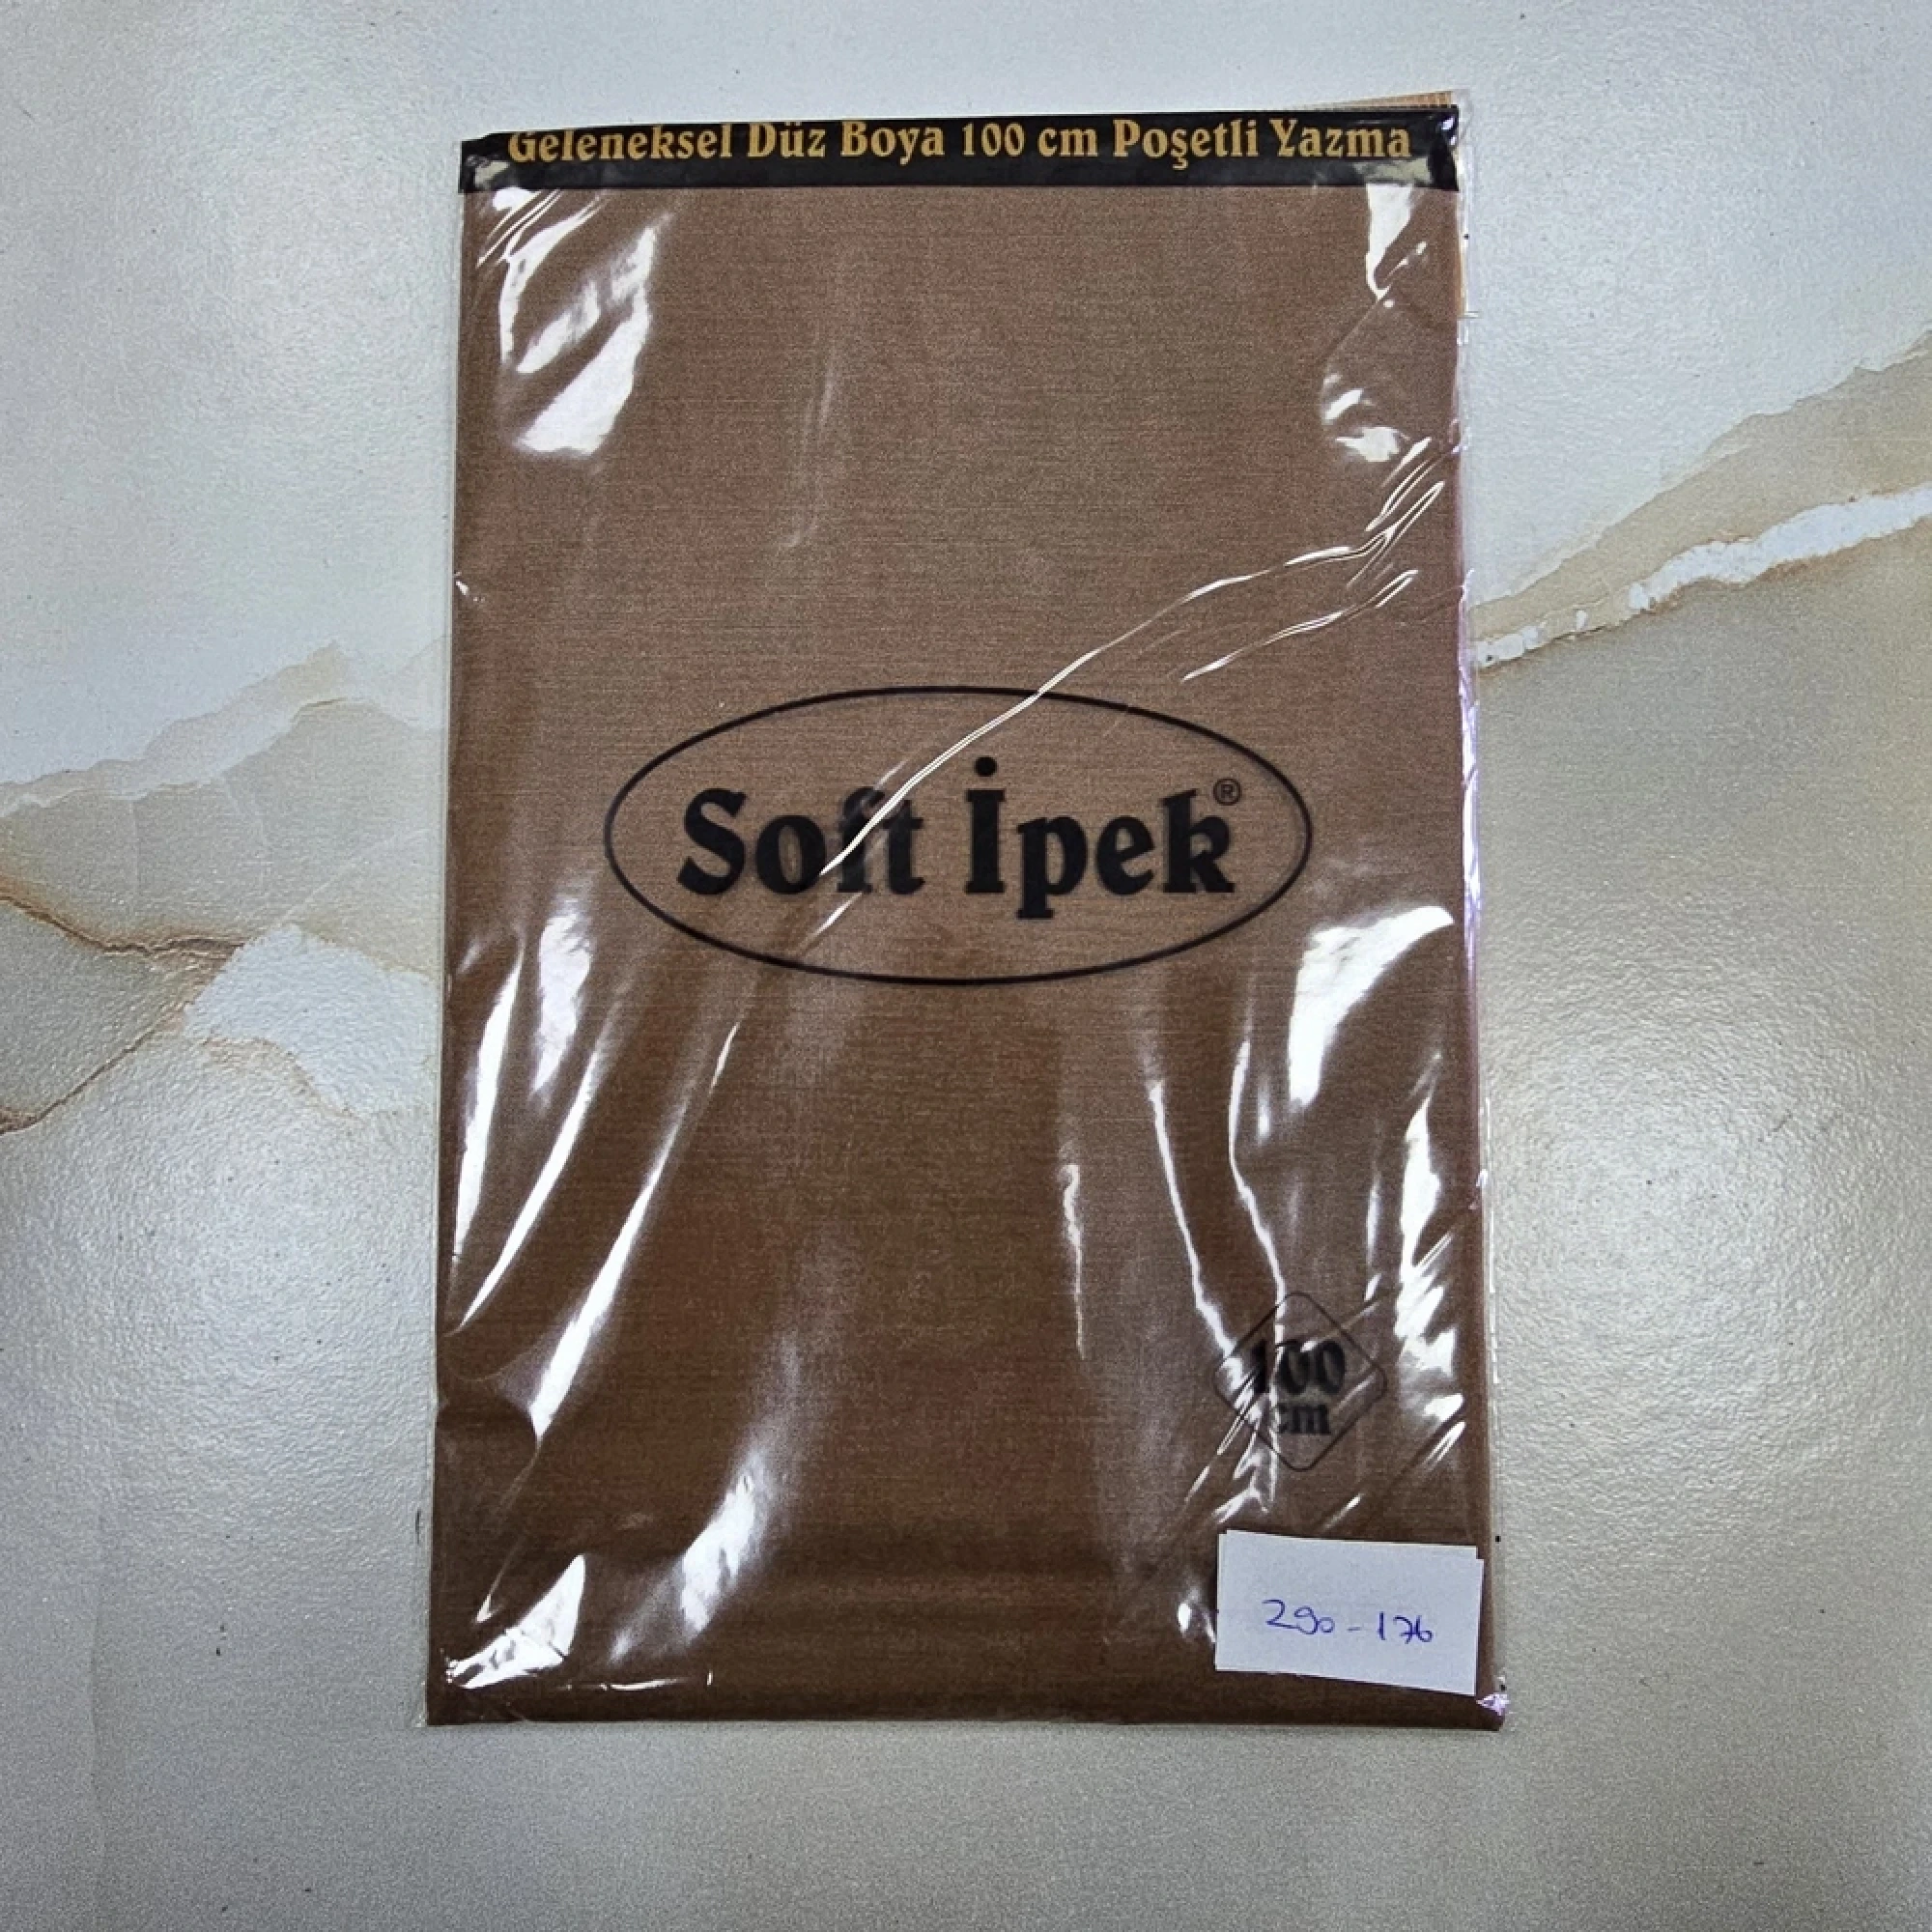 Geleneksel Düz Boya 100 cm Poşetli Yazma
Soft İpek®
100
cm
290-176